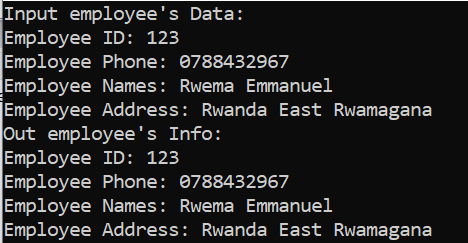 Input employee's Data:
Employee ID: 123
Employee Phone: 0788432967
Employee Names: Rwema Emmanuel
Employee Address: Rwanda East Rwamagana
Out employee's Info:
Employee ID: 123
Employee Phone: 0788432967
Employee Names: Rwema Emmanuel
Employee Address: Rwanda East Rwamagana